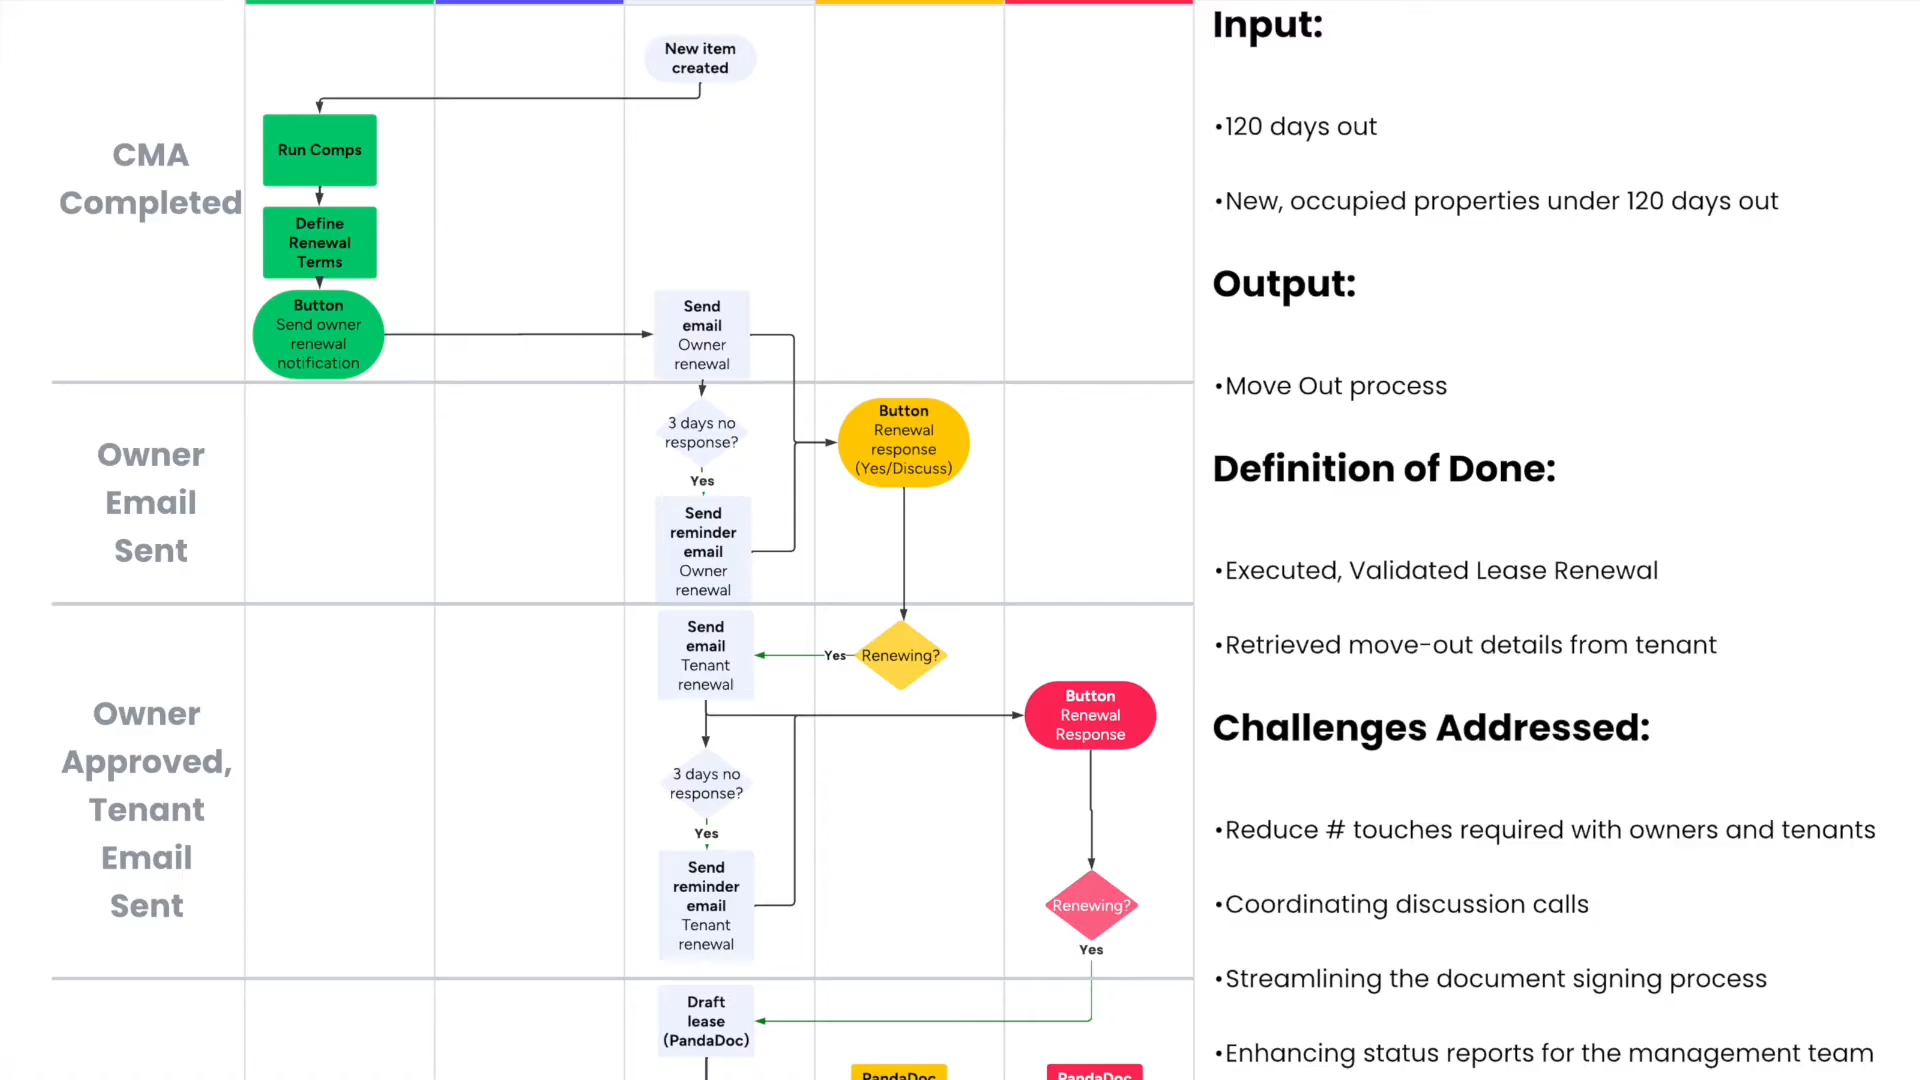 New item
created
CMA
Completed
Run Comps
Define
Renewal
Terms
Button
Send owner
renewal
notification
Send
email
Owner
renewal
Owner
Email
Sent
3 days no
response?
Yes
Send
reminder
email
Owner
renewal
Button
Renewal
response
(Yes/Discuss)
Owner
Approved,
Tenant
Email
Sent
Send
email
Tenant
renewal
Yes
Renewing?
Button
Renewal
Response
3 days no
response?
Yes
Send
reminder
email
Tenant
renewal
Renewing?
Yes
Draft
lease
(PandaDoc)
PandaDoc
PandaDoc
Input:
•120 days out
•New, occupied properties under 120 days out
Output:
•Move Out process
Definition of Done:
•Executed, Validated Lease Renewal
•Retrieved move-out details from tenant
Challenges Addressed:
•Reduce # touches required with owners and tenants
•Coordinating discussion calls
•Streamlining the document signing process
•Enhancing status reports for the management team